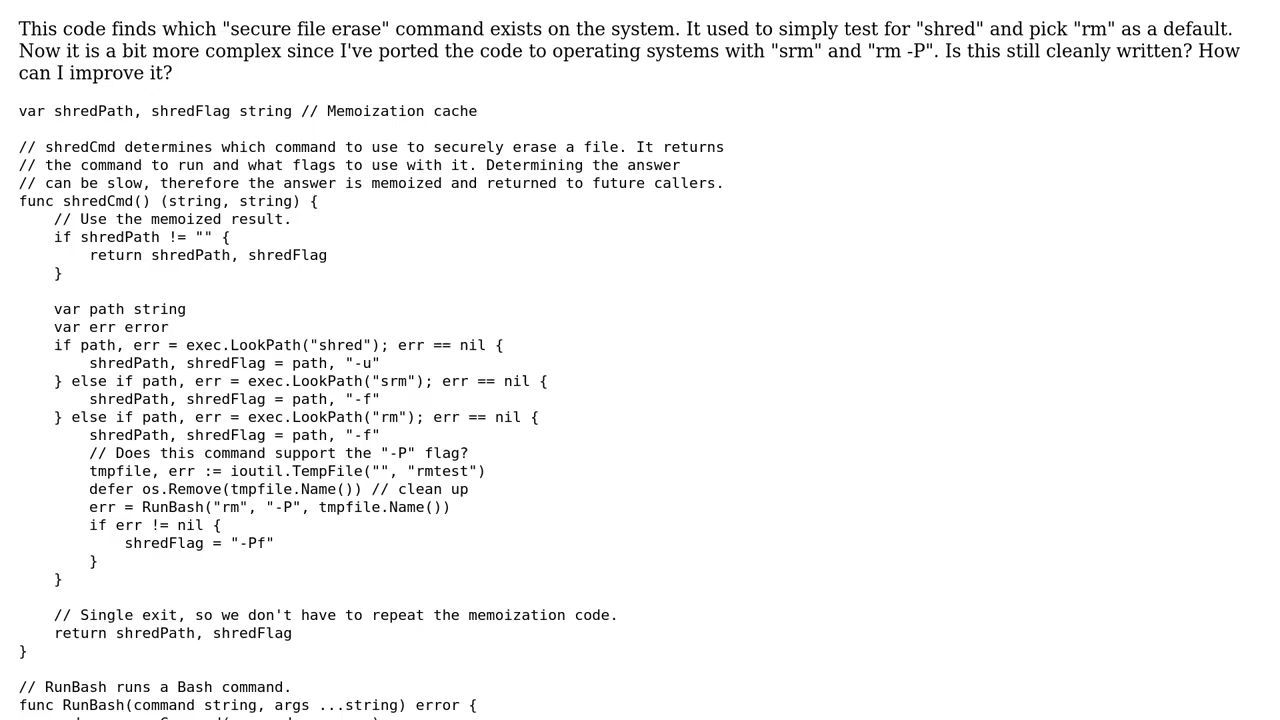 This code finds which "secure file erase" command exists on the system. It used to simply test for "shred" and pick "rm" as a default.
Now it is a bit more complex since I've ported the code to operating systems with "srm" and "rm -P". Is this still cleanly written? How
can I improve it?
var shredPath, shredFlag string // Memoization cache
// shredCmd determines which command to use to securely erase a file. It returns
// the command to run and what flags to use with it. Determining the answer
// can be slow, therefore the answer is memoized and returned to future callers.
func shredCmd() (string, string) {
    // Use the memoized result.
    if shredPath != "" {
        return shredPath, shredFlag
    }
    var path string
    var err error
    if path, err = exec.LookPath("shred"); err == nil {
        shredPath, shredFlag = path, "-u"
    } else if path, err = exec.LookPath("srm"); err == nil {
        shredPath, shredFlag = path, "-f"
    } else if path, err = exec.LookPath("rm"); err == nil {
        shredPath, shredFlag = path, "-f"
        // Does this command support the "-P" flag?
        tmpfile, err := ioutil.TempFile("", "rmtest")
        defer os.Remove(tmpfile.Name()) // clean up
        err = RunBash("rm", "-P", tmpfile.Name())
        if err != nil {
            shredFlag = "-Pf"
        }
    }
    // Single exit, so we don't have to repeat the memoization code.
    return shredPath, shredFlag
}
// RunBash runs a Bash command.
func RunBash(command string, args ...string) error {